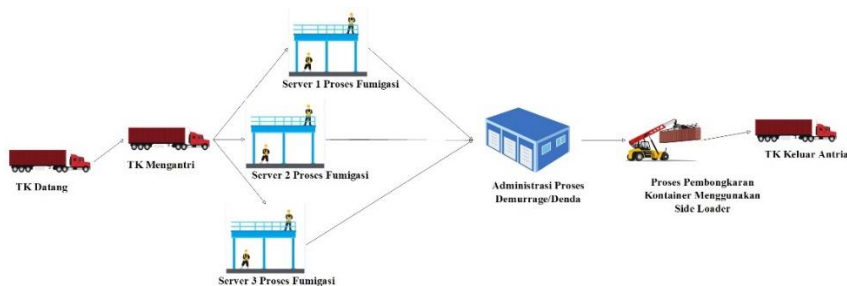 TK Datang
TK Mengantri
Server 1 Proses Fumigasi
Server 2 Proses Fumigasi
Server 3 Proses Fumigasi
Administrasi Proses
Demurrage/Denda
Proses Pembongkaran
Kontainer Menggunakan
Side Loader
TK Keluar Antria